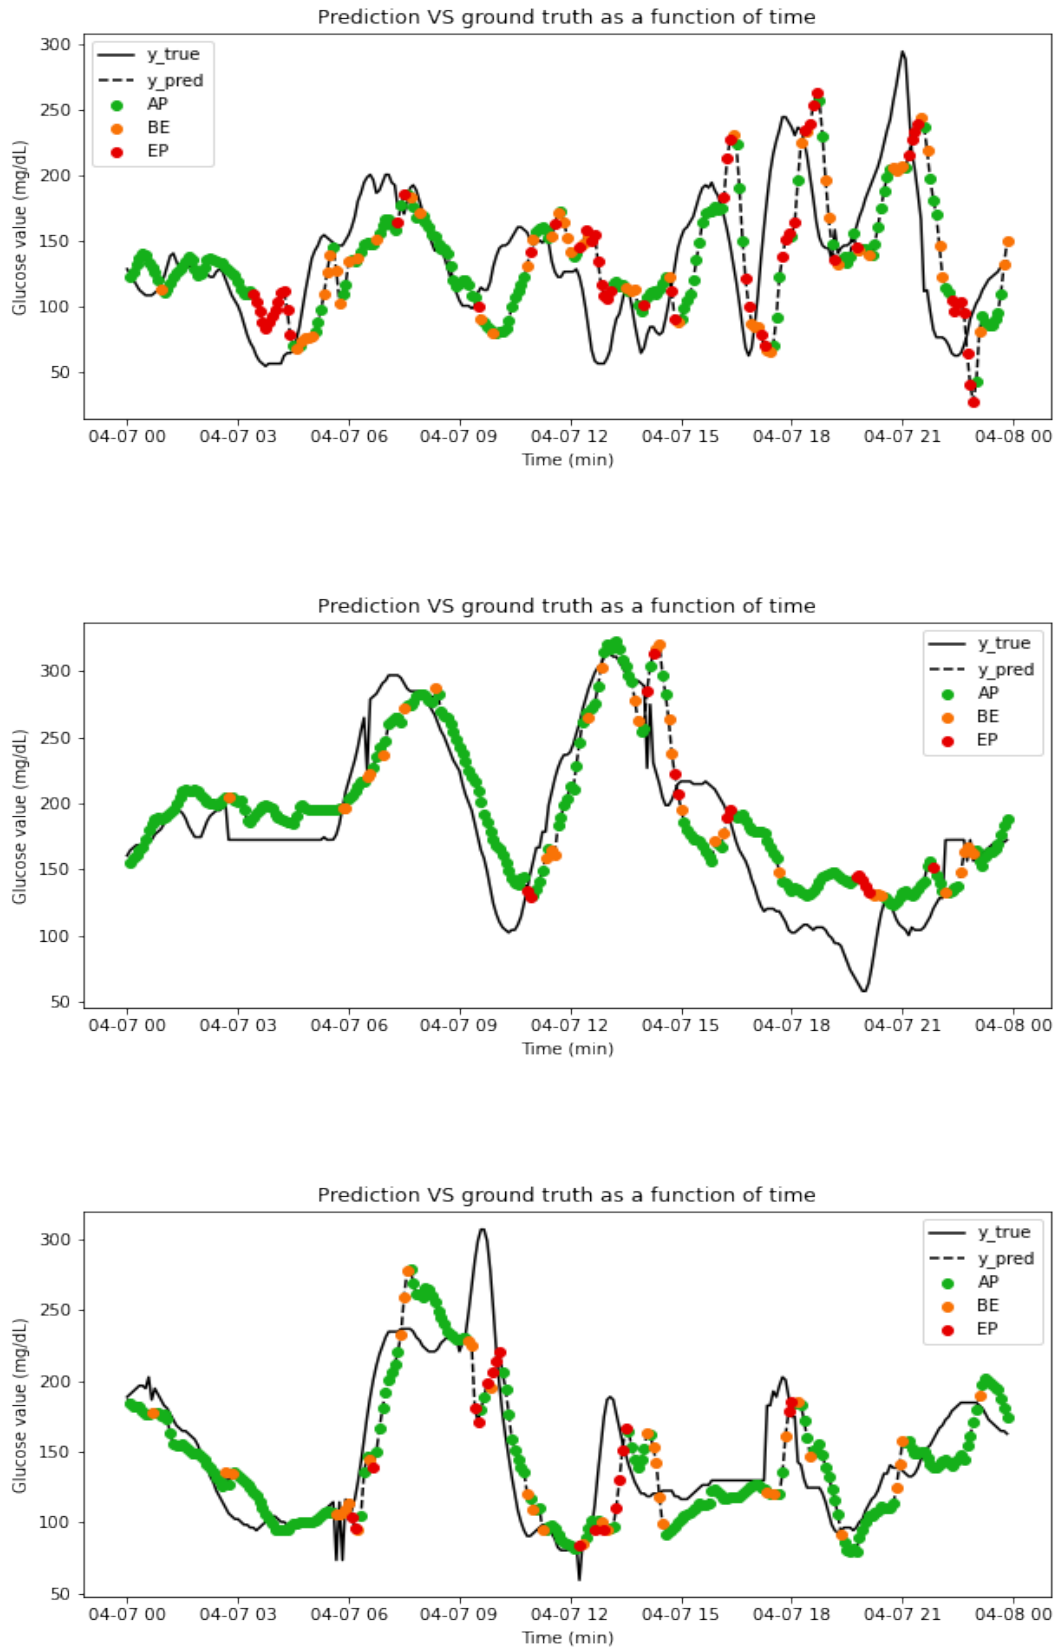 Prediction VS ground truth as a function of time
300
250
200
150
100
50
Glucose value (mg/dL)
y_true
y_pred
AP
BE
EP
04-07 00 04-07 03 04-07 06 04-07 09 04-07 12 04-07 15 04-07 18 04-07 21 04-08 00
Time (min)
Prediction VS ground truth as a function of time
300
250
200
150
100
50
Glucose value (mg/dL)
y_true
y_pred
AP
BE
EP
04-07 00 04-07 03 04-07 06 04-07 09 04-07 12 04-07 15 04-07 18 04-07 21 04-08 00
Time (min)
Prediction VS ground truth as a function of time
300
250
200
150
100
50
Glucose value (mg/dL)
y_true
y_pred
AP
BE
EP
04-07 00 04-07 03 04-07 06 04-07 09 04-07 12 04-07 15 04-07 18 04-07 21 04-08 00
Time (min)